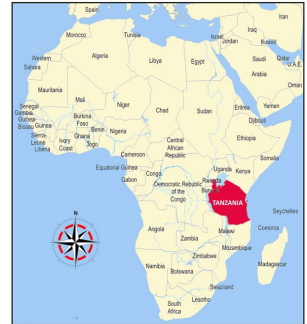 Spain
Iran
Morocco
Tunisia
Israel
Iraq
Jordan
Kuwait
Algeria
Libya
Egypt
Western
Sahara
Saudi
Arabia
Qatar
U.A.E.
Oman
Mauritania
Mali
Niger
Chad
Sudan
Eritrea
Yemen
Senegal
Gambia
Guinea-
Bissau
Guinea
Burkina
Faso
Djibouti
Sierra-
Leone
Liberia
Ivory
Coast
Ghana
Togo
Benin
Nigeria
Ethiopia
Central
African
Republic
Cameroon
Somalia
Equatorial Guinea
Gabon
Congo
Uganda
Kenya
Democratic Republic
of the
Congo
Rwanda
Burundi
TANZANIA
Seychelles
Angola
Zambia
Malawi
Comoros
Mozambique
Zimbabwe
Namibia
Botswana
Madagascar
Swaziland
South
Africa
Lesotho
N